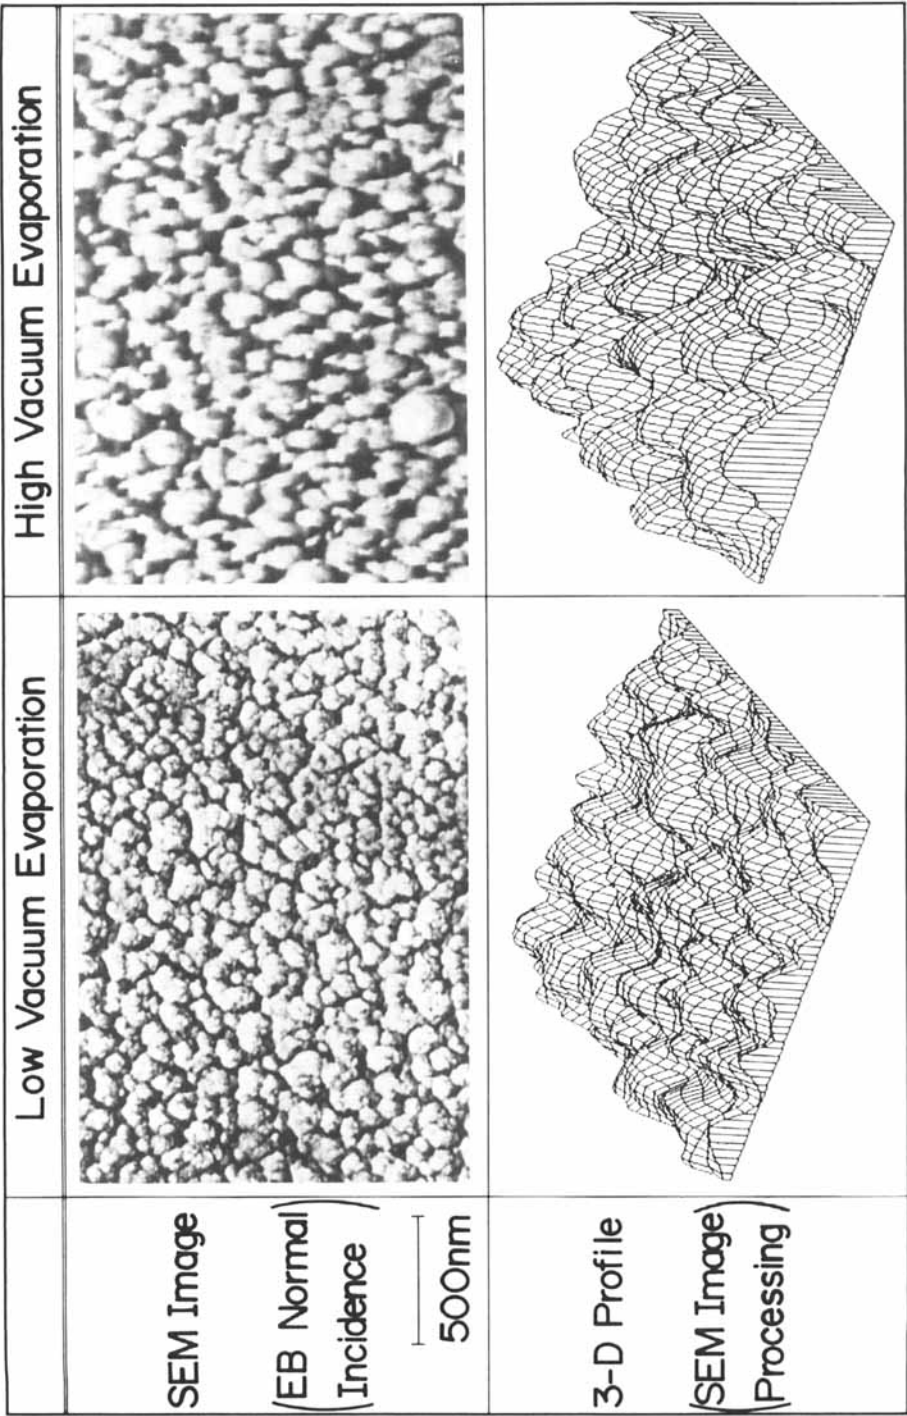 Low Vacuum Evaporation
High Vacuum Evaporation
SEM Image
(EB Normal
Incidence)
500nm
3-D Profile
(SEM Image
Processing)